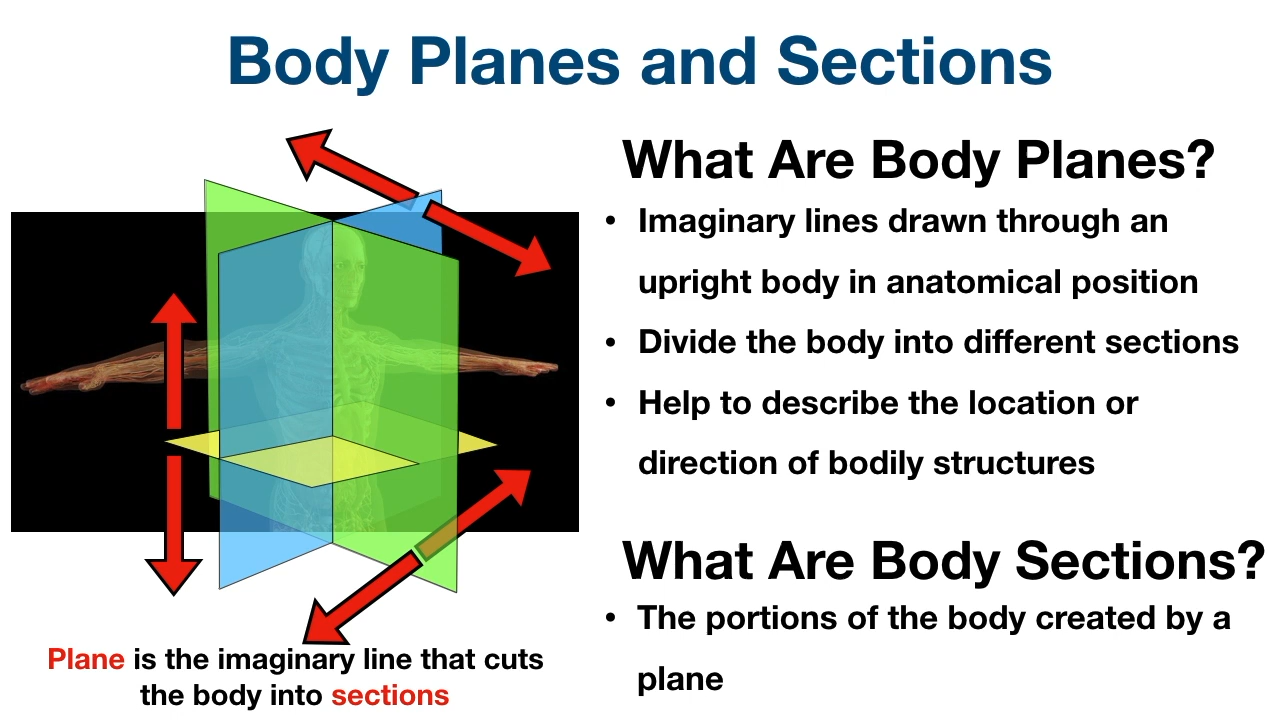 Body Planes and Sections
What Are Body Planes?
• Imaginary lines drawn through an
upright body in anatomical position
• Divide the body into different sections
• Help to describe the location or
direction of bodily structures
What Are Body Sections?
• The portions of the body created by a
plane
Plane is the imaginary line that cuts
the body into sections